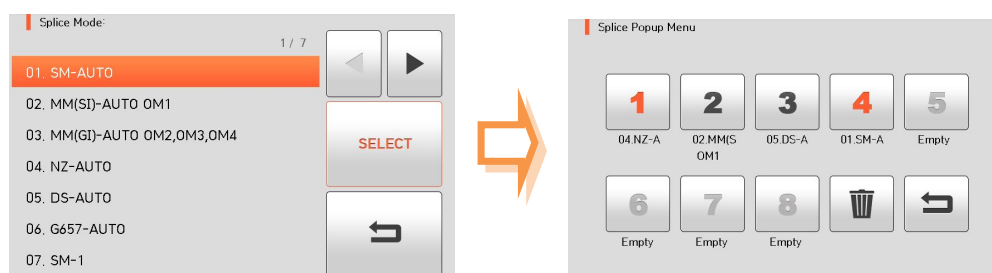 Splice Mode:
1 / 7
01. SM-AUTO
02. MM(SI)-AUTO OM1
03. MM(GI)-AUTO OM2,OM3,OM4
04. NZ-AUTO
05. DS-AUTO
06. G657-AUTO
07. SM-1
SELECT
Splice Popup Menu
1 2 3 4 5
04.NZ-A 02.MM(S 05.DS-A 01.SM-A Empty
OM1
6 7 8
Empty Empty Empty